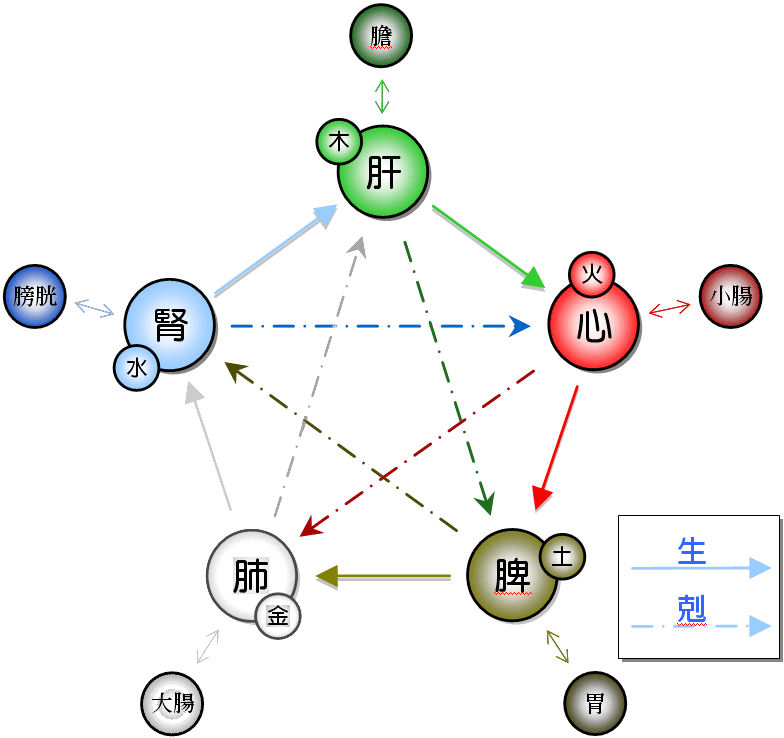 膽
木
肝
火
心
小腸
膀胱
腎
水
肺
金
脾
土
大腸
胃
生
剋